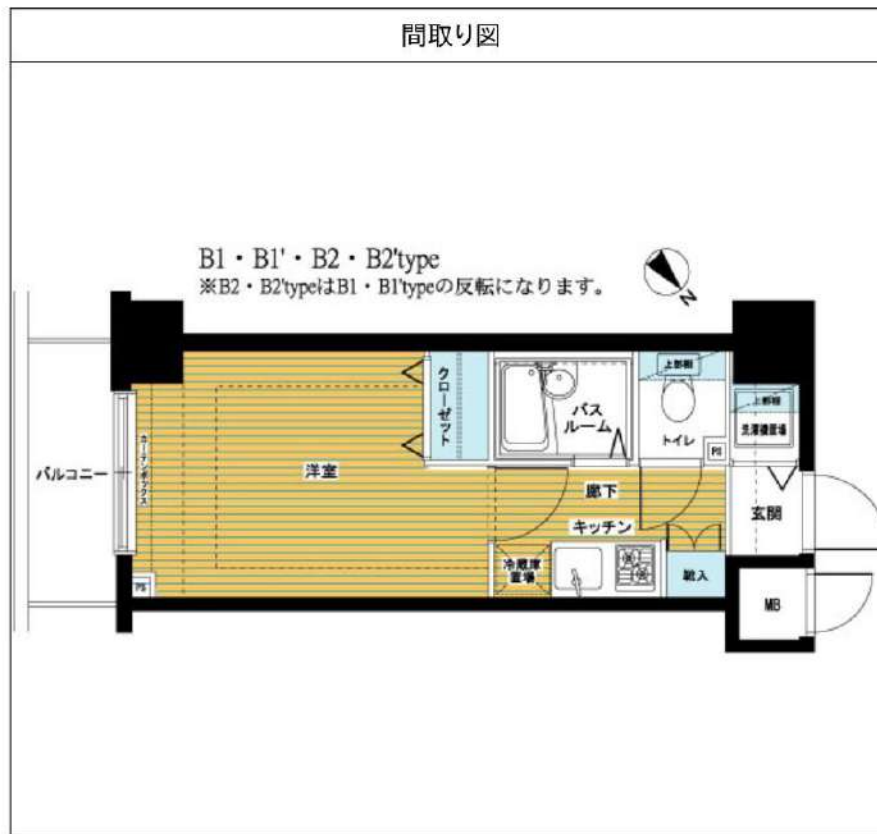 間取り図
B1・B1'・B2・B2'type
※B2・B2'typeはB1・B1'typeの反転になります。
N
クローゼット
バス
ルーム
上部棚
トイレ
PS
上部棚
洗濯機置場
バルコニー
カーテンボックス
洋室
廊下
キッチン
玄関
冷蔵庫
置場
靴入
PS
MB